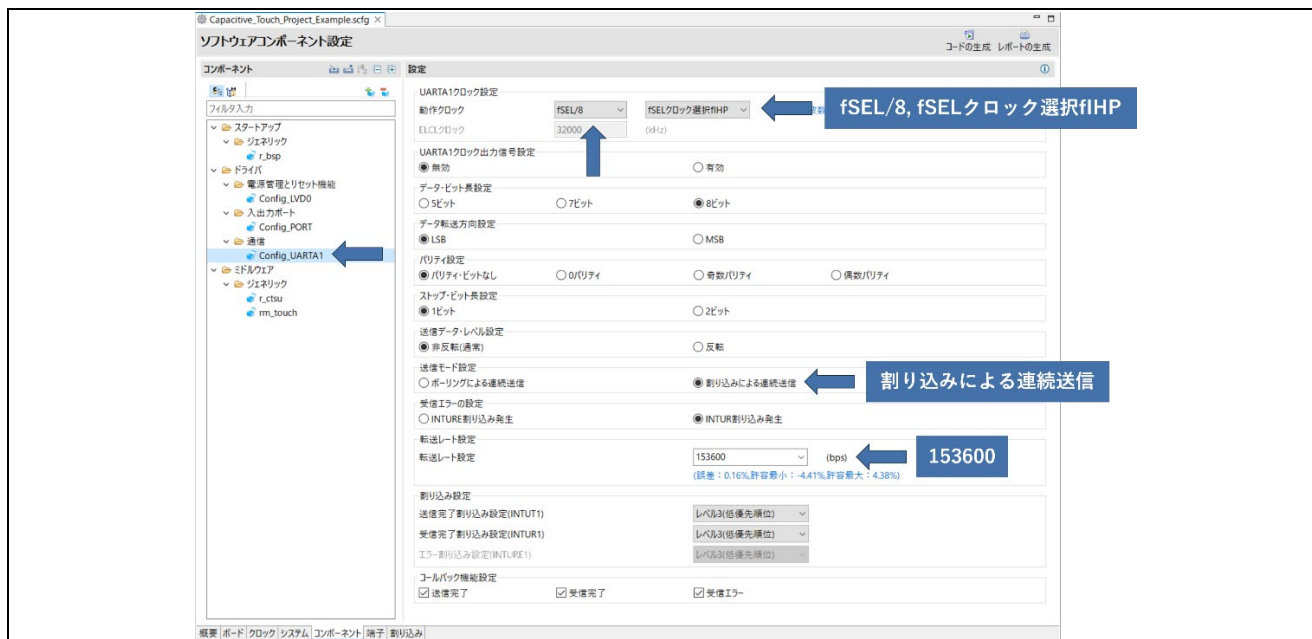 Capacitive_Touch_Project_Example.scfg
ソフトウェアコンポーネント設定
コードの生成 レポートの生成
コンポーネント
フィルタ入力
スタートアップ
ジェネリック
r_bsp
ドライバ
電源管理とリセット機能
Config_LVD0
入出力ポート
Config_PORT
通信
Config_UARTA1
ミドルウェア
ジェネリック
r_ctsu
rm_touch
設定
UARTA1クロック設定
動作クロック fSEL/8 fSELクロック選択fIHP
fSEL/8, fSELクロック選択fIHP
ELCLクロック 32000 (kHz)
UARTA1クロック出力信号設定
無効 有効
データ・ビット長設定
5ビット 7ビット 8ビット
データ転送方向設定
LSB MSB
パリティ設定
パリティ・ビットなし 0パリティ 奇数パリティ 偶数パリティ
ストップ・ビット長設定
1ビット 2ビット
送信データ・レベル設定
非反転(通常) 反転
送信モード設定
ポーリングによる連続送信 割り込みによる連続送信
割り込みによる連続送信
受信エラーの設定
INTURE割り込み発生 INTUR割り込み発生
転送レート設定
転送レート設定 153600 (bps)
153600
(誤差：0.16%,許容最小：-4.41%,許容最大：4.38%)
割り込み設定
送信完了割り込み設定(INTUT1) レベル3(低優先順位)
受信完了割り込み設定(INTUR1) レベル3(低優先順位)
エラー割り込み設定(INTURE1) レベル3(低優先順位)
コールバック機能設定
送信完了 受信完了 受信エラー
概要 ボード クロック システム コンポーネント 端子 割り込み